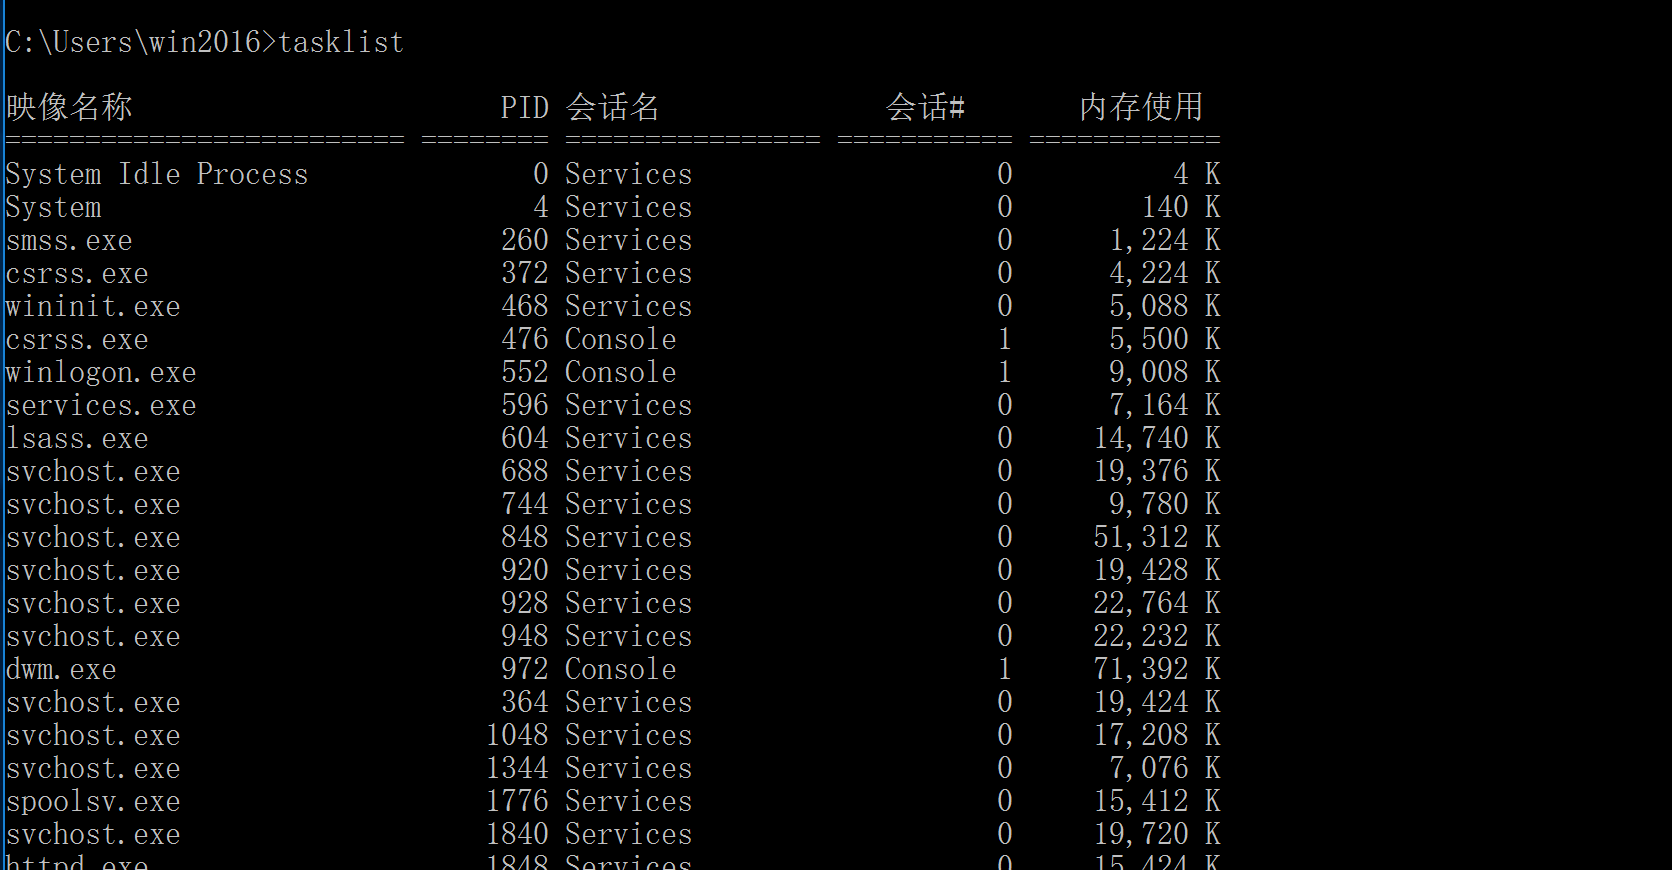 C:\Users\win2016>tasklist
映像名称 PID 会话名 会话# 内存使用
========================= ======== ================ =========== ============
System Idle Process 0 Services 0 4 K
System 4 Services 0 140 K
smss.exe 260 Services 0 1,224 K
csrss.exe 372 Services 0 4,224 K
wininit.exe 468 Services 0 5,088 K
csrss.exe 476 Console 1 5,500 K
winlogon.exe 552 Console 1 9,008 K
services.exe 596 Services 0 7,164 K
lsass.exe 604 Services 0 14,740 K
svchost.exe 688 Services 0 19,376 K
svchost.exe 744 Services 0 9,780 K
svchost.exe 848 Services 0 51,312 K
svchost.exe 920 Services 0 19,428 K
svchost.exe 928 Services 0 22,764 K
svchost.exe 948 Services 0 22,232 K
dwm.exe 972 Console 1 71,392 K
svchost.exe 364 Services 0 19,424 K
svchost.exe 1048 Services 0 17,208 K
svchost.exe 1344 Services 0 7,076 K
spoolsv.exe 1776 Services 0 15,412 K
svchost.exe 1840 Services 0 19,720 K
httpd.exe 1848 Services 0 15,424 K